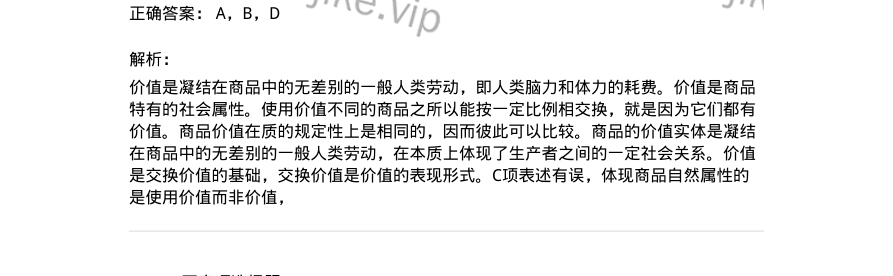 正确答案： A，B，D
jike.vip
解析：
价值是凝结在商品中的无差别的一般人类劳动，即人类脑力和体力的耗费。价值是商品
特有的社会属性。使用价值不同的商品之所以能按一定比例相交换，就是因为它们都有
价值。商品价值在质的规定性上是相同的，因而彼此可以比较。商品的价值实体是凝结
在商品中的无差别的一般人类劳动，在本质上体现了生产者之间的一定社会关系。价值
是交换价值的基础，交换价值是价值的表现形式。C项表述有误，体现商品自然属性的
是使用价值而非价值，